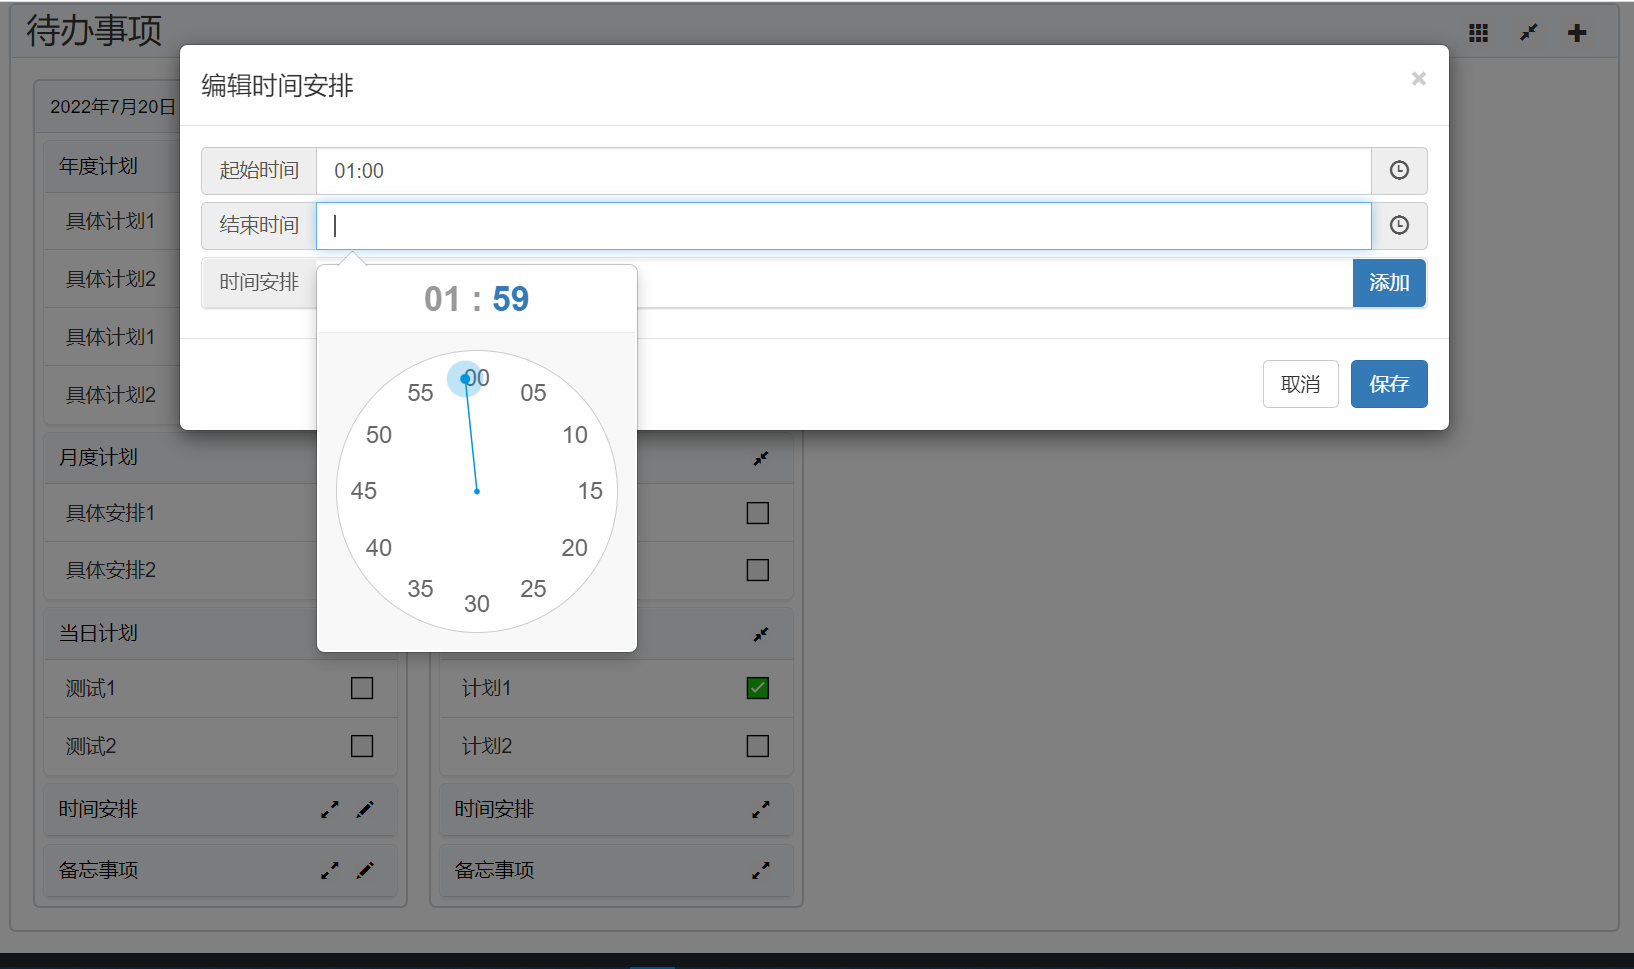 待办事项
编辑时间安排
×
起始时间 01:00
结束时间
时间安排 添加
取消 保存
01 : 59
00
05
10
15
20
25
30
35
40
45
50
55
2022年7月20日
年度计划
具体计划1
具体计划2
具体计划1
具体计划2
月度计划
具体安排1
具体安排2
当日计划
测试1
测试2
时间安排
备忘事项
计划1
计划2
时间安排
备忘事项